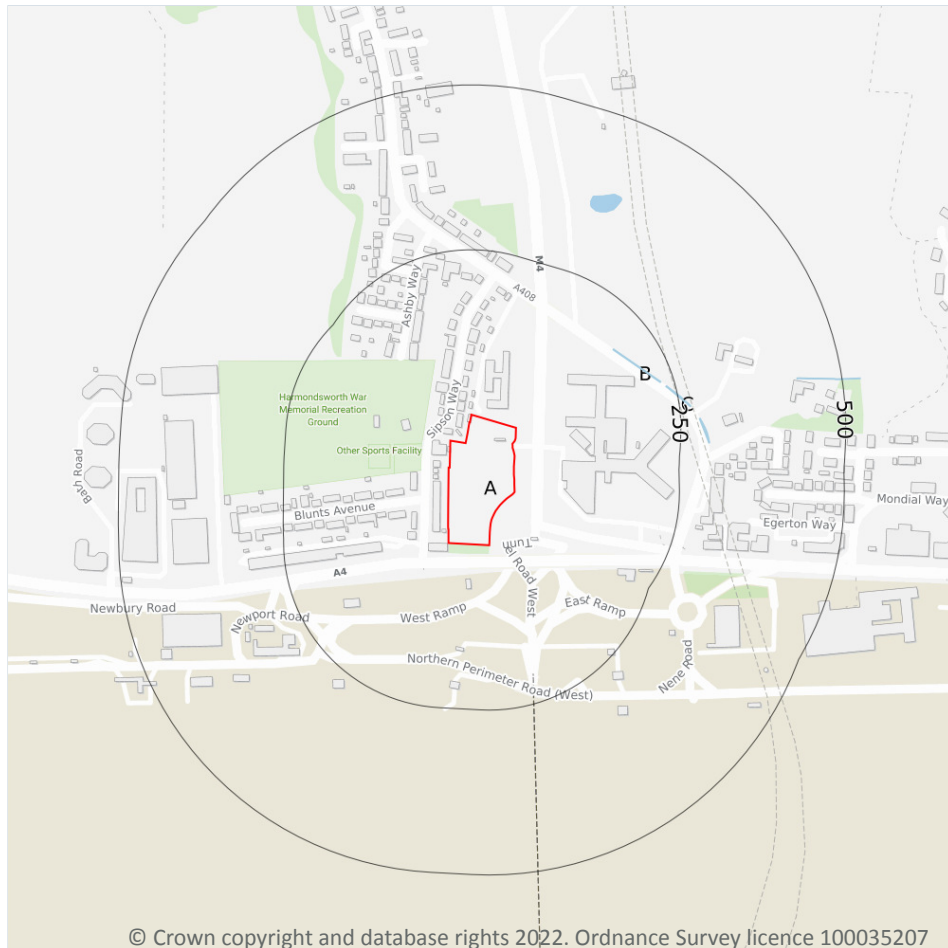 M4
A408
Ashby Way
Sipson Way
B
Harmondsworth War
Memorial Recreation
Ground
Other Sports Facility
250
500
Bath Road
A
Blunts Avenue
Mondial Way
Egerton Way
A4
Tunnel Road West
Newbury Road
Newport Road
West Ramp
East Ramp
Northern Perimeter Road (West)
Nene Road
© Crown copyright and database rights 2022. Ordnance Survey licence 100035207